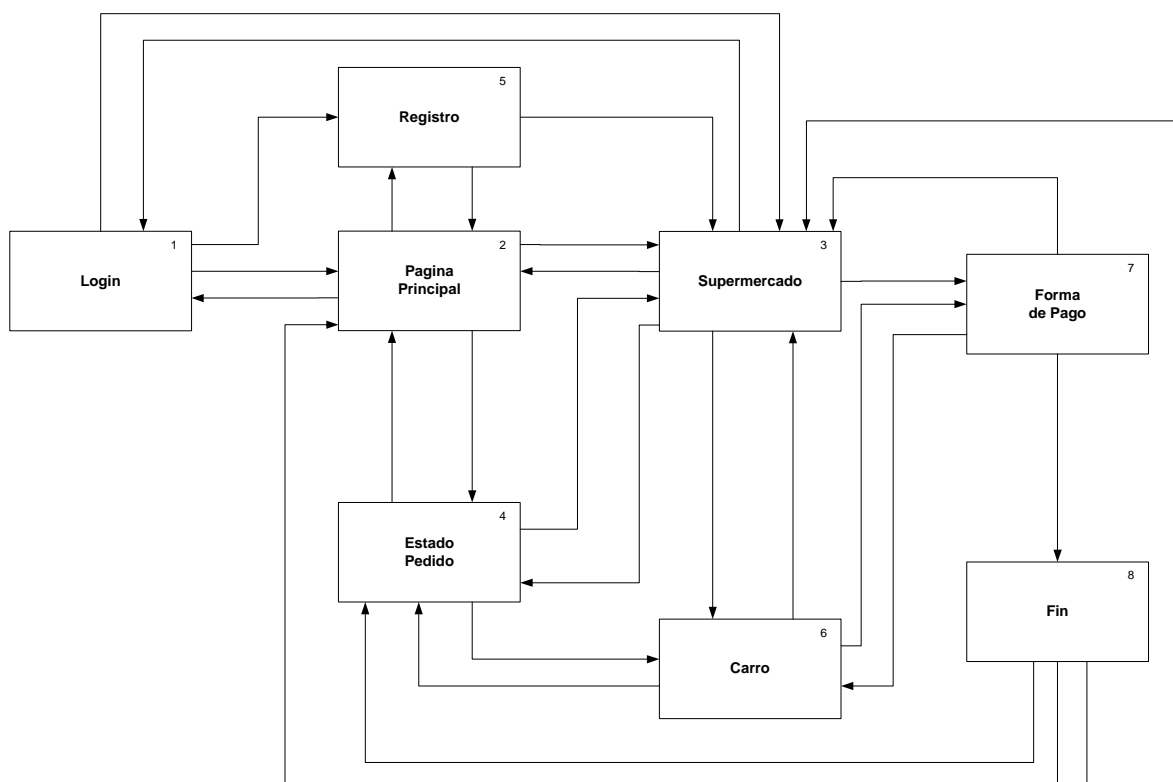 5
Registro
1
Login
2
Pagina
Principal
3
Supermercado
7
Forma
de Pago
4
Estado
Pedido
6
Carro
8
Fin